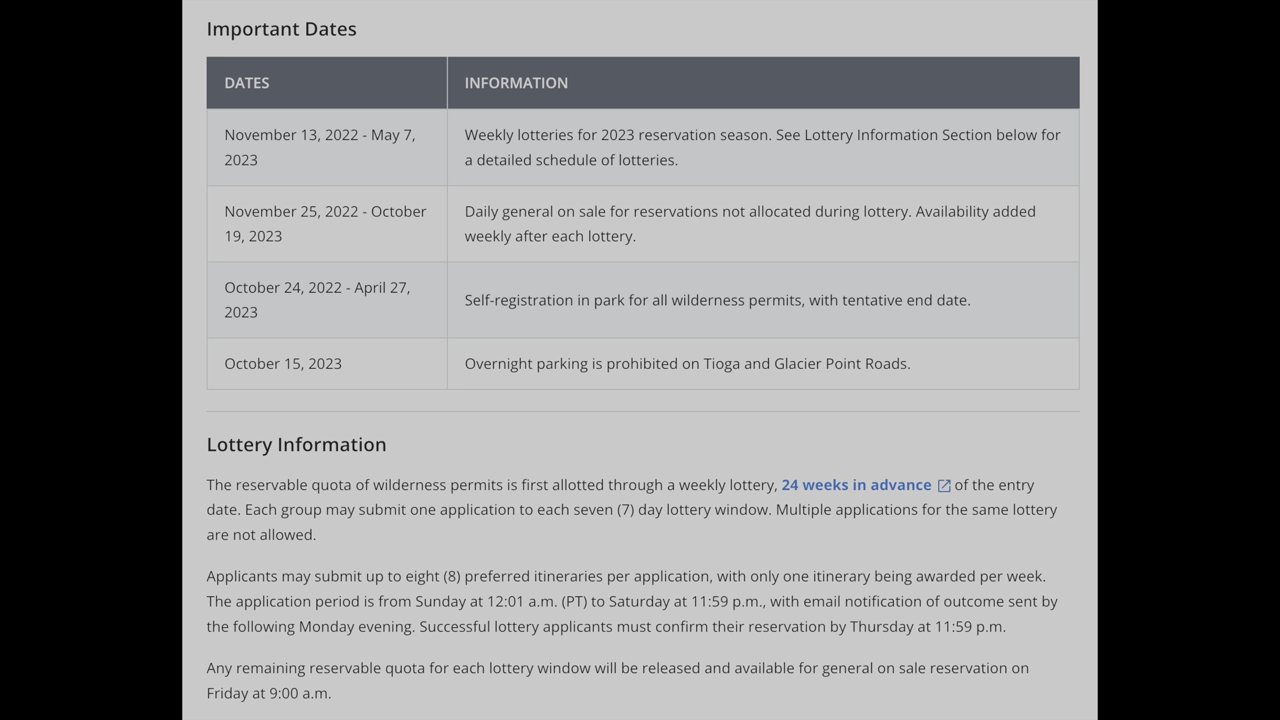 Important Dates
DATES
INFORMATION
November 13, 2022 - May 7,
2023
Weekly lotteries for 2023 reservation season. See Lottery Information Section below for
a detailed schedule of lotteries.
November 25, 2022 - October
19, 2023
Daily general on sale for reservations not allocated during lottery. Availability added
weekly after each lottery.
October 24, 2022 - April 27,
2023
Self-registration in park for all wilderness permits, with tentative end date.
October 15, 2023
Overnight parking is prohibited on Tioga and Glacier Point Roads.
Lottery Information
The reservable quota of wilderness permits is first allotted through a weekly lottery, 24 weeks in advance of the entry
date. Each group may submit one application to each seven (7) day lottery window. Multiple applications for the same lottery
are not allowed.
Applicants may submit up to eight (8) preferred itineraries per application, with only one itinerary being awarded per week.
The application period is from Sunday at 12:01 a.m. (PT) to Saturday at 11:59 p.m., with email notification of outcome sent by
the following Monday evening. Successful lottery applicants must confirm their reservation by Thursday at 11:59 p.m.
Any remaining reservable quota for each lottery window will be released and available for general on sale reservation on
Friday at 9:00 a.m.